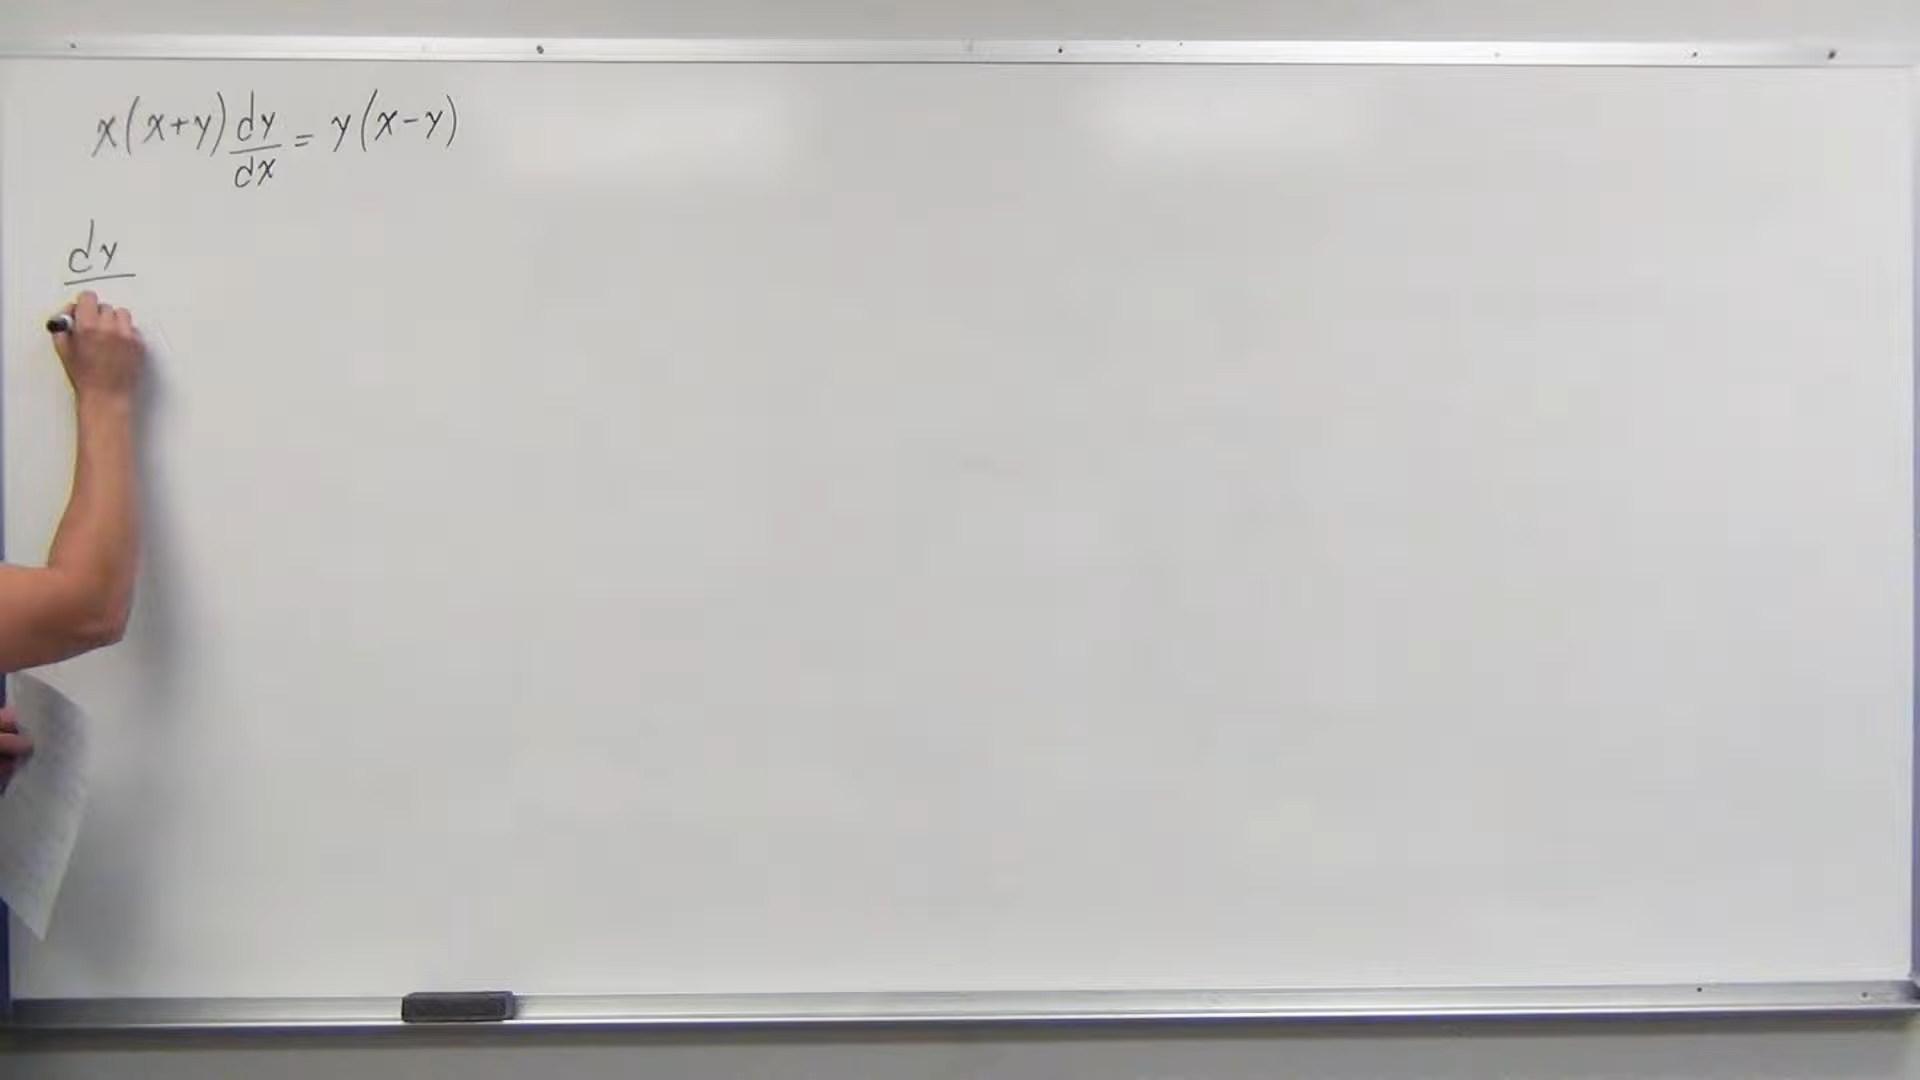 x(x+y) dy/dx = y(x-y)
dy